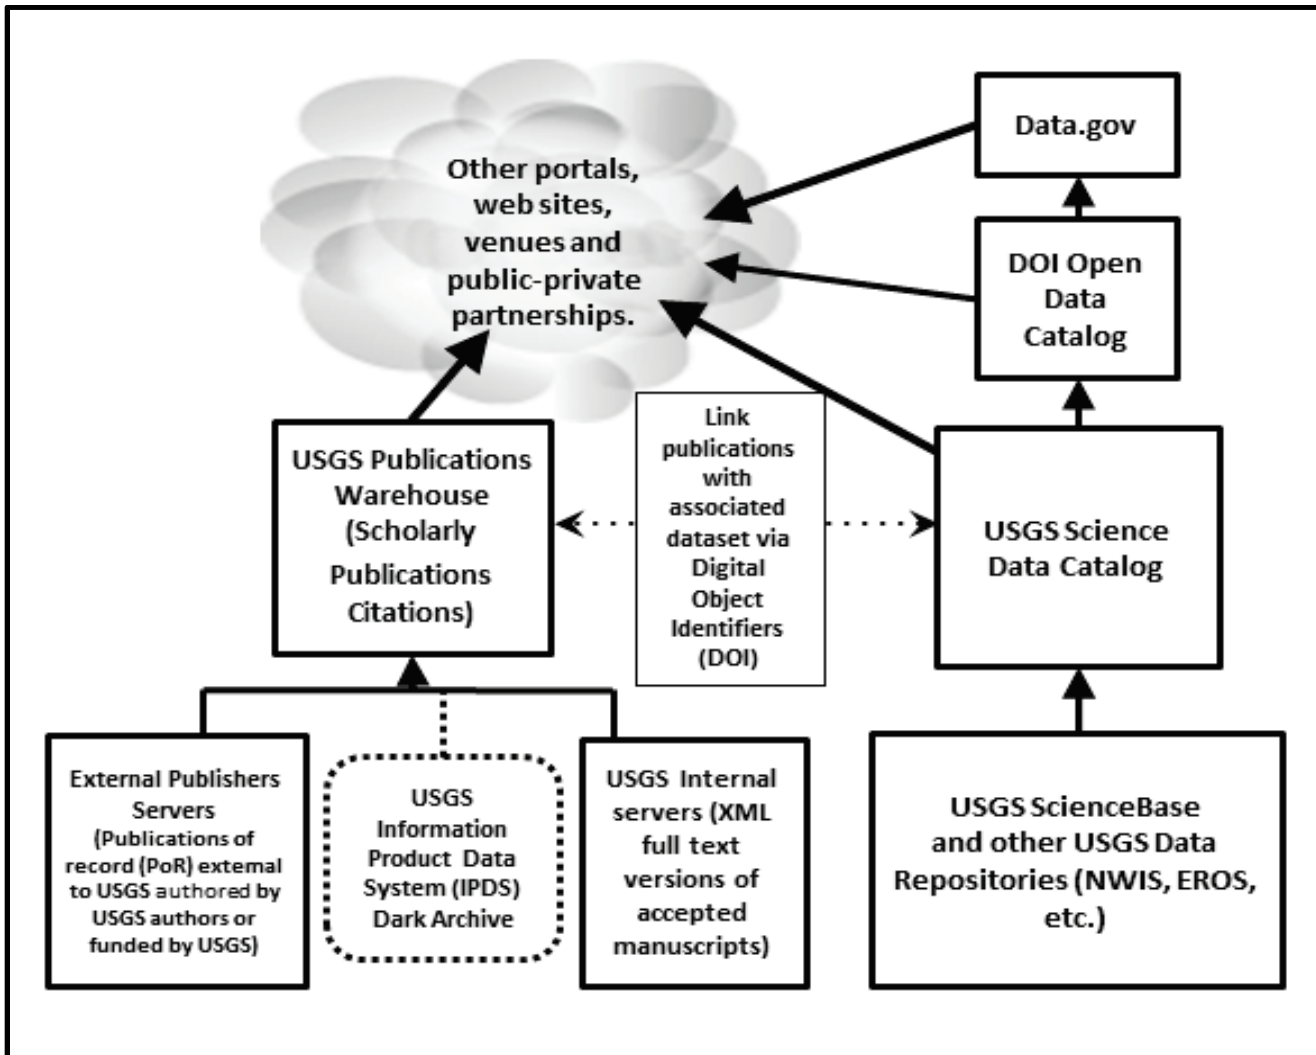 Other portals,
web sites,
venues and
public-private
partnerships.
Data.gov
DOI Open
Data
Catalog
USGS Publications
Warehouse
(Scholarly
Publications
Citations)
Link
publications
with
associated
dataset via
Digital
Object
Identifiers
(DOI)
USGS Science
Data Catalog
External Publishers
Servers
(Publications of
record (PoR) external
to USGS authored by
USGS authors or
funded by USGS)
USGS
Information
Product Data
System (IPDS)
Dark Archive
USGS Internal
servers (XML
full text
versions of
accepted
manuscripts)
USGS ScienceBase
and other USGS Data
Repositories (NWIS, EROS,
etc.)